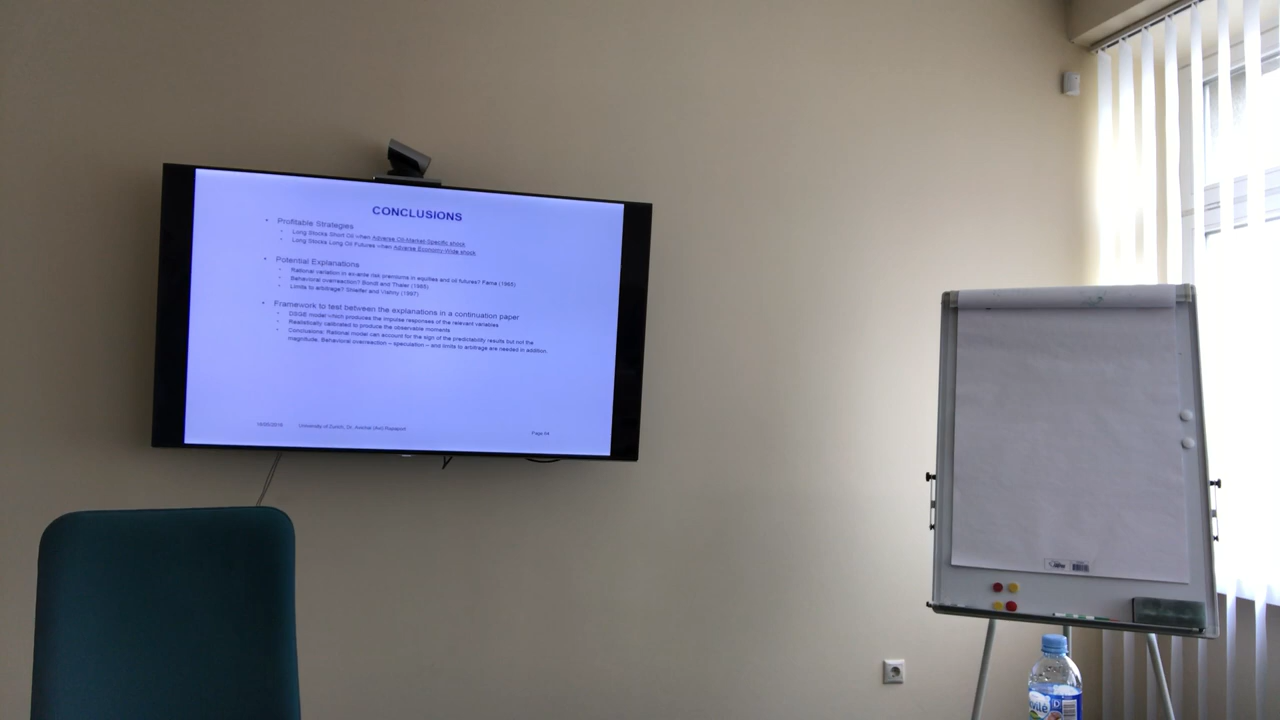 CONCLUSIONS
• Profitable Strategies
• Long Stocks Short Oil when Adverse Oil-Market-Specific shock
• Long Stocks Long Oil Futures when Adverse Economy-Wide shock
• Potential Explanations
• Rational variation in ex-ante risk premiums in equities and oil futures? Fama (1965)
• Behavioral overreaction? Bondt and Thaler (1985)
• Limits to arbitrage? Shleifer and Vishny (1997)
• Framework to test between the explanations in a continuation paper
• DSGE model which produces the impulse responses of the relevant variables
• Realistically calibrated to produce the observable moments
• Conclusions: Rational model can account for the sign of the predictability results but not the
magnitude. Behavioral overreaction – speculation – and limits to arbitrage are needed in addition.
University of Zurich, Dr. Avichai (Avi) Rapaport
Page